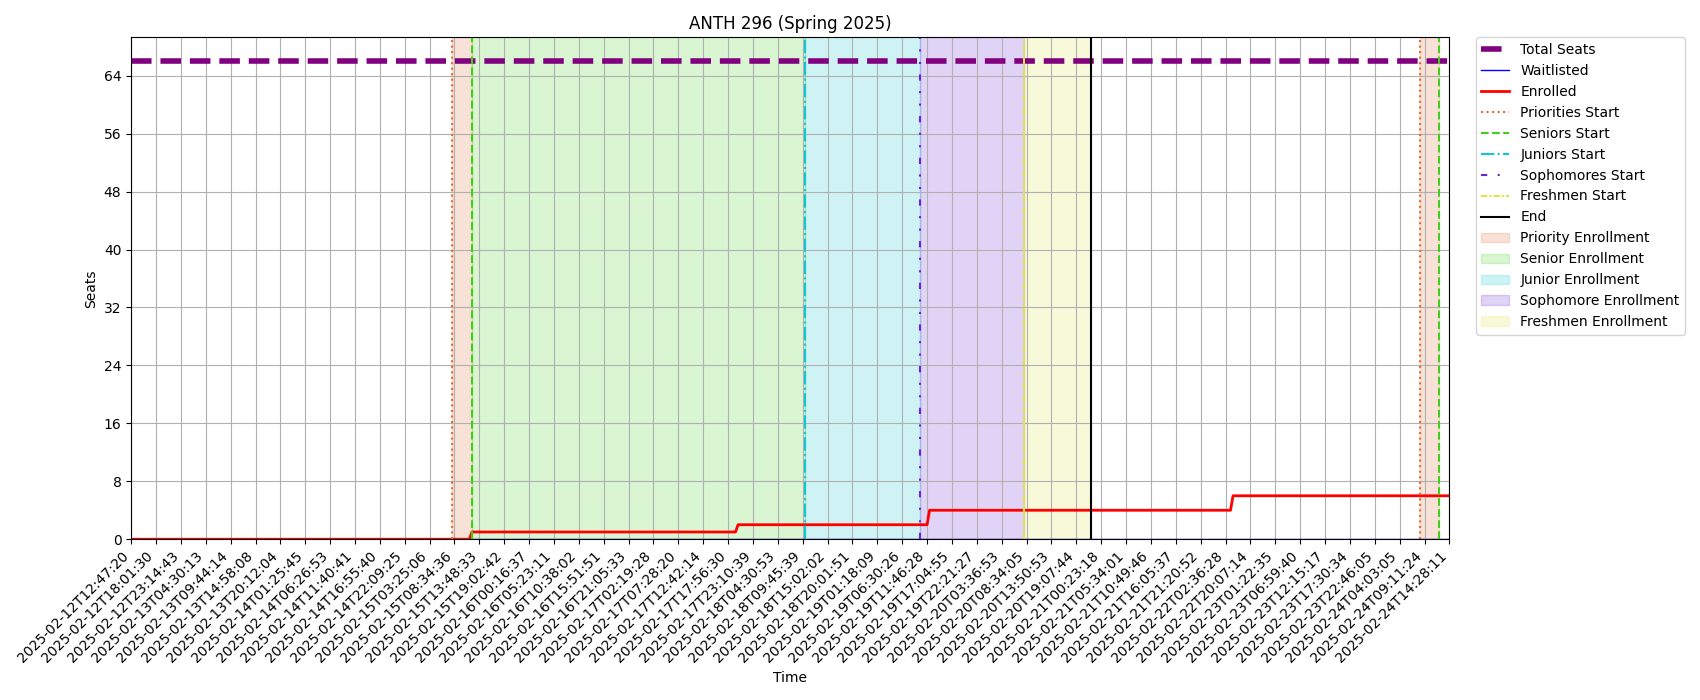 ANTH 296 (Spring 2025)
Seats
64
56
48
40
32
24
16
8
0
2025-02-12T12:47:20
2025-02-12T18:01:30
2025-02-12T23:14:43
2025-02-13T04:30:13
2025-02-13T09:44:14
2025-02-13T14:58:08
2025-02-13T20:12:04
2025-02-14T01:25:45
2025-02-14T06:26:53
2025-02-14T11:40:41
2025-02-14T16:55:40
2025-02-14T22:09:25
2025-02-15T03:25:06
2025-02-15T08:34:36
2025-02-15T13:48:33
2025-02-15T19:02:42
2025-02-16T00:16:37
2025-02-16T05:23:11
2025-02-16T10:38:02
2025-02-16T15:51:51
2025-02-16T21:05:33
2025-02-17T02:19:28
2025-02-17T07:28:20
2025-02-17T12:42:14
2025-02-17T17:56:30
2025-02-17T23:10:39
2025-02-18T04:30:53
2025-02-18T09:45:39
2025-02-18T15:02:02
2025-02-18T20:01:51
2025-02-19T01:18:09
2025-02-19T06:30:26
2025-02-19T11:46:28
2025-02-19T17:04:55
2025-02-19T22:21:27
2025-02-20T03:36:53
2025-02-20T08:34:05
2025-02-20T13:50:53
2025-02-20T19:07:44
2025-02-21T00:23:18
2025-02-21T05:34:01
2025-02-21T10:49:46
2025-02-21T16:05:37
2025-02-21T21:20:52
2025-02-22T02:36:28
2025-02-22T20:07:14
2025-02-23T01:22:35
2025-02-23T06:59:40
2025-02-23T12:15:17
2025-02-23T17:30:34
2025-02-23T22:46:05
2025-02-24T04:03:05
2025-02-24T09:11:24
2025-02-24T14:28:11
Time
Total Seats
Waitlisted
Enrolled
Priorities Start
Seniors Start
Juniors Start
Sophomores Start
Freshmen Start
End
Priority Enrollment
Senior Enrollment
Junior Enrollment
Sophomore Enrollment
Freshmen Enrollment